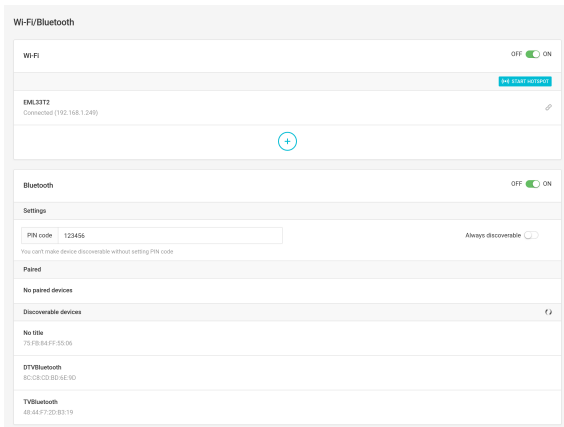 Wi-Fi/Bluetooth
Wi-Fi
OFF ON
START HOTSPOT
EML33T2
Connected (192.168.1.249)
+
Bluetooth
OFF ON
Settings
PIN code 123456
Always discoverable
You can't make device discoverable without setting PIN code
Paired
No paired devices
Discoverable devices
No title
75:FB:84:FF:55:06
DTVBluetooth
8C:C8:CD:BD:6E:9D
TVBluetooth
48:44:F7:2D:B3:19